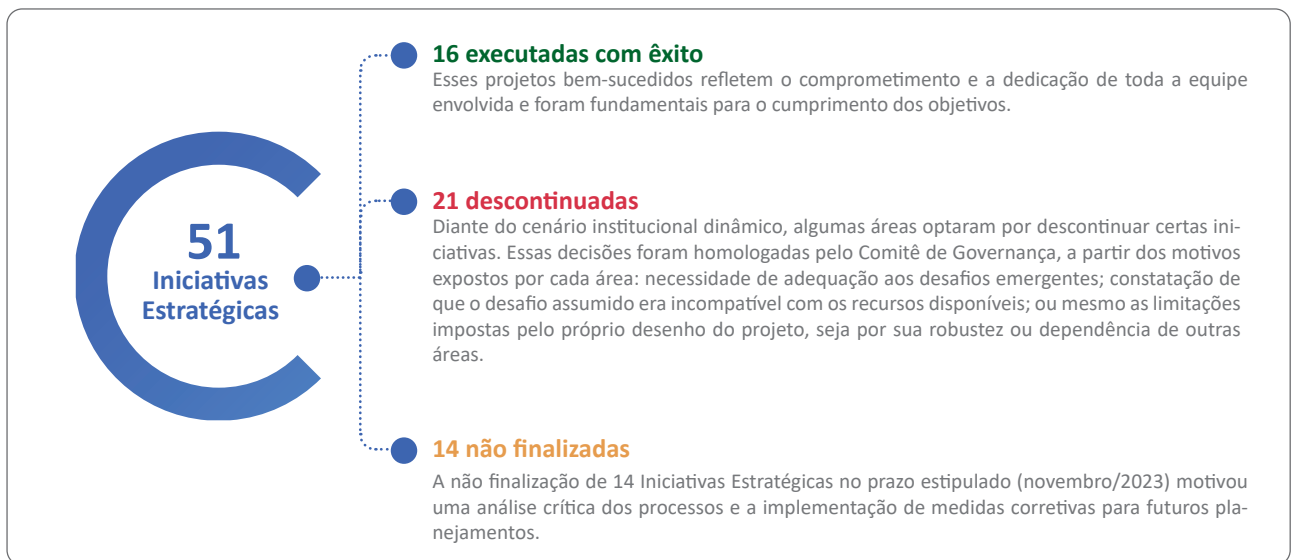 16 executadas com êxito
Esses projetos bem-sucedidos refletem o comprometimento e a dedicação de toda a equipe
envolvida e foram fundamentais para o cumprimento dos objetivos.
51
Iniciativas
Estratégicas
21 descontinuadas
Diante do cenário institucional dinâmico, algumas áreas optaram por descontinuar certas ini-
ciativas. Essas decisões foram homologadas pelo Comitê de Governança, a partir dos motivos
expostos por cada área: necessidade de adequação aos desafios emergentes; constatação de
que o desafio assumido era incompatível com os recursos disponíveis; ou mesmo as limitações
impostas pelo próprio desenho do projeto, seja por sua robustez ou dependência de outras
áreas.
14 não finalizadas
A não finalização de 14 Iniciativas Estratégicas no prazo estipulado (novembro/2023) motivou
uma análise crítica dos processos e a implementação de medidas corretivas para futuros pla-
nejamentos.